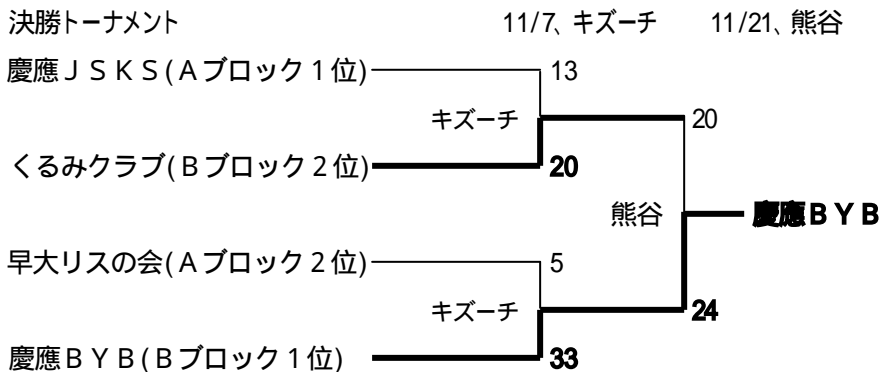 決勝トーナメント 11/7、キズーチ 11/21、熊谷
慶應ＪＳＫＳ(Ａブロック１位) 13
キズーチ 20
くるみクラブ(Ｂブロック２位) 20
熊谷 慶應ＢＹＢ
早大リスの会(Ａブロック２位) 5
キズーチ 24
慶應ＢＹＢ(Ｂブロック１位) 33